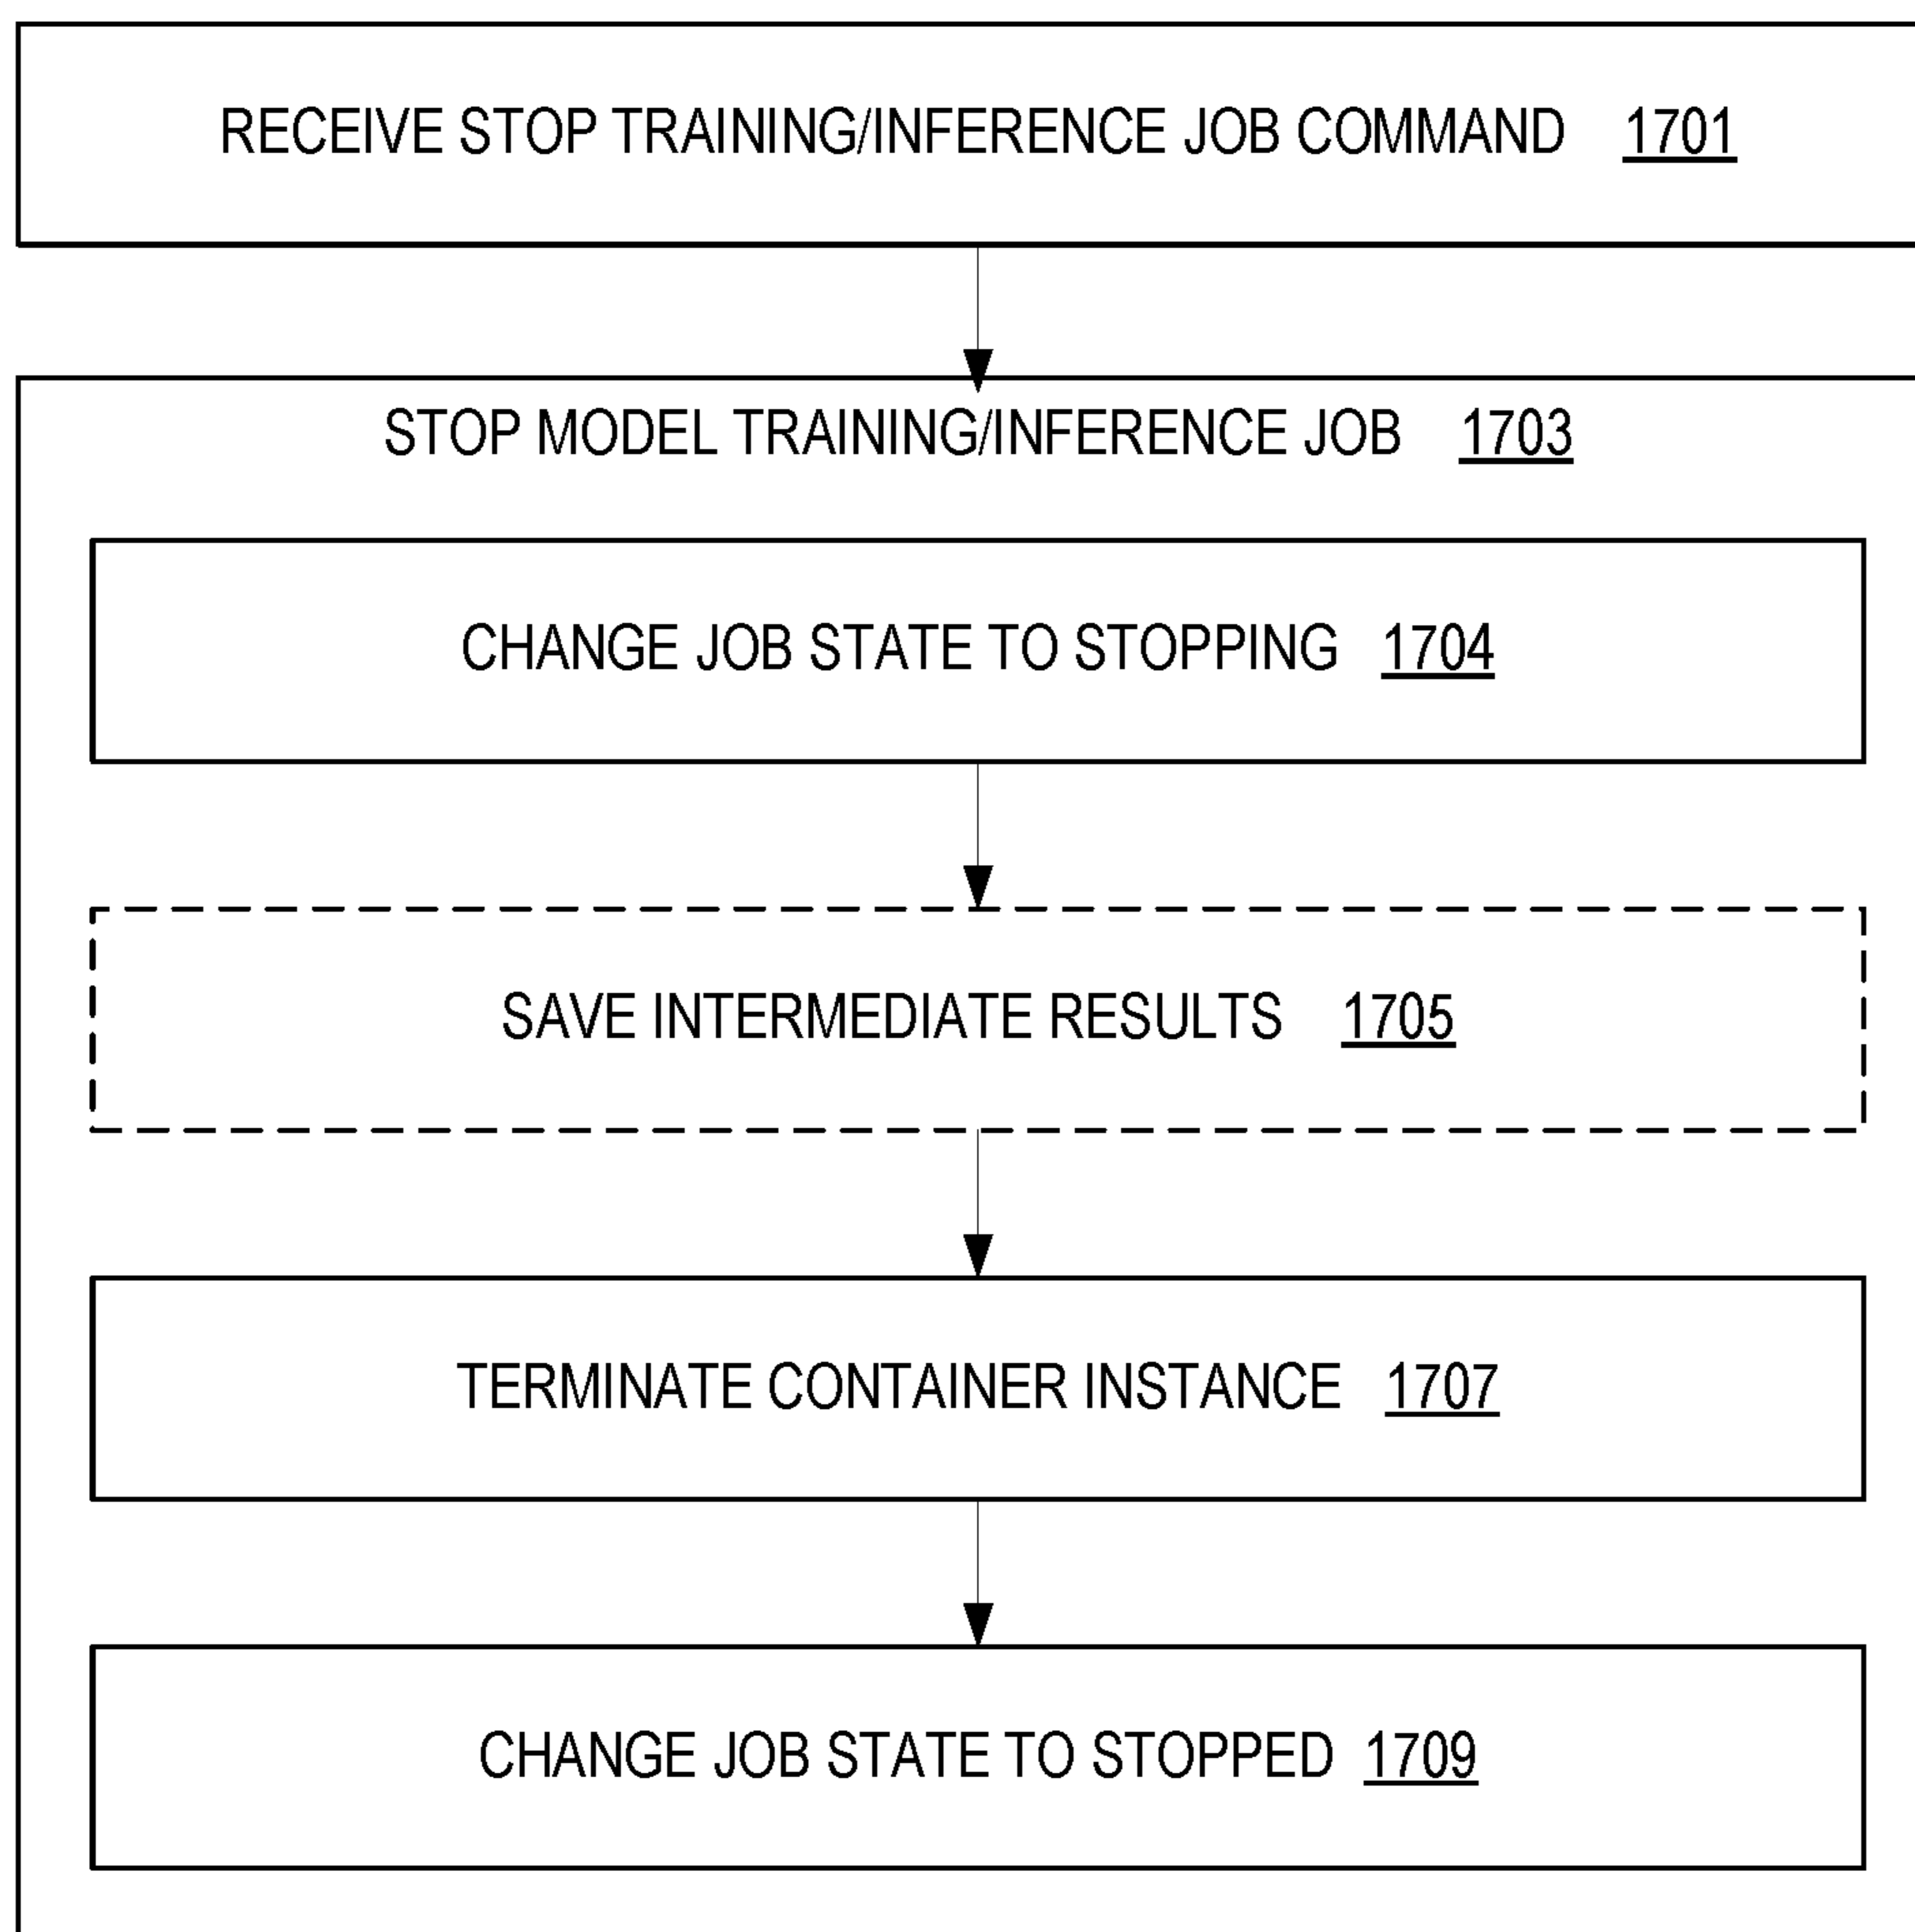 RECEIVE STOP TRAINING/INFERENCE JOB COMMAND 1701
STOP MODEL TRAINING/INFERENCE JOB 1703
CHANGE JOB STATE TO STOPPING 1704
SAVE INTERMEDIATE RESULTS 1705
TERMINATE CONTAINER INSTANCE 1707
CHANGE JOB STATE TO STOPPED 1709